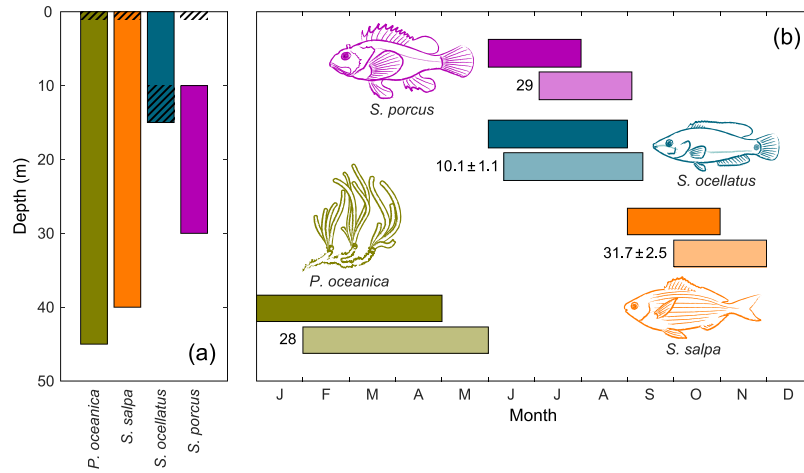 0
10
20
30
40
50
Depth (m)
(a)
P. oceanica
S. salpa
S. ocellatus
S. porcus
(b)
S. porcus
29
10.1 ± 1.1
S. ocellatus
31.7 ± 2.5
P. oceanica
28
S. salpa
J F M A M J J A S O N D
Month